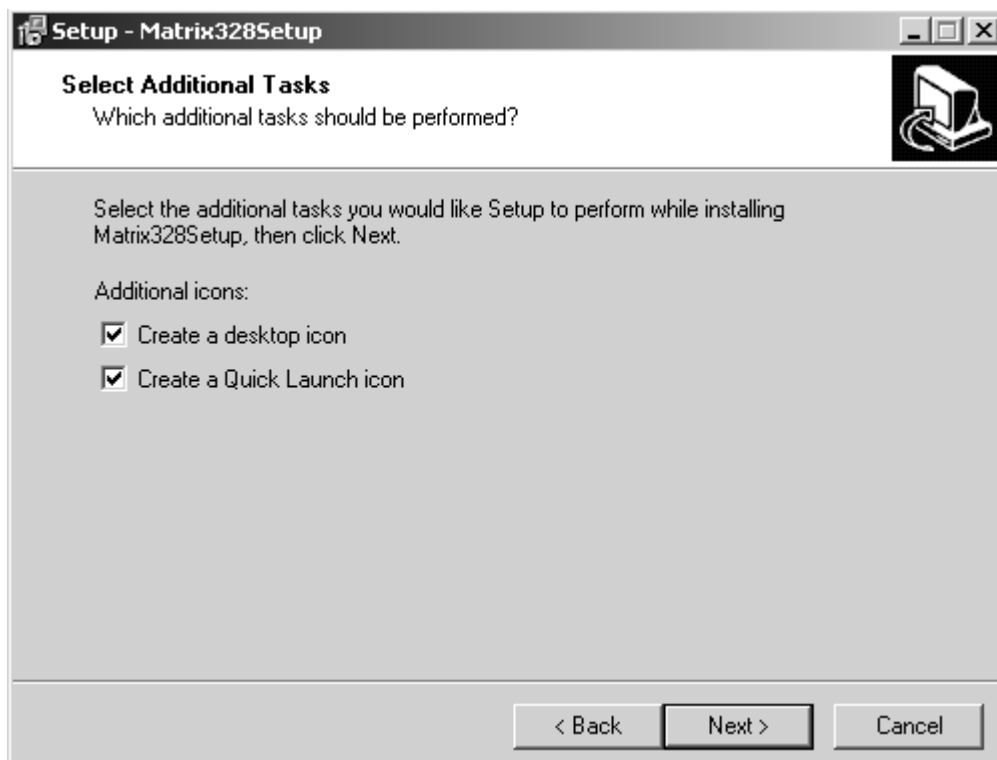 Setup - Matrix328Setup
Select Additional Tasks
Which additional tasks should be performed?
Select the additional tasks you would like Setup to perform while installing
Matrix328Setup, then click Next.
Additional icons:
Create a desktop icon
Create a Quick Launch icon
< Back
Next >
Cancel